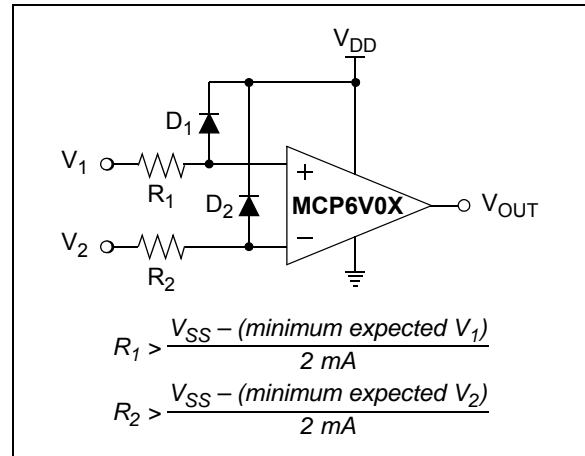 V_DD
D_1
V_1
R_1
+
MCP6V0X
V_OUT
D_2
V_2
R_2
–
R_1 > V_SS – (minimum expected V_1) / 2 mA
R_2 > V_SS – (minimum expected V_2) / 2 mA